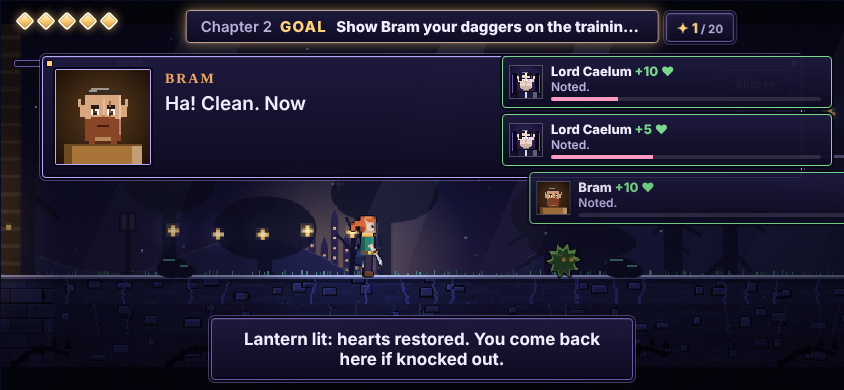 Chapter 2 GOAL Show Bram your daggers on the trainin...
1 / 20
BRAM
Ha! Clean. Now
Lord Caelum +10
Noted.
Skip
Lord Caelum +5
Noted.
Bram +10
Noted.
Lantern lit: hearts restored. You come back
here if knocked out.